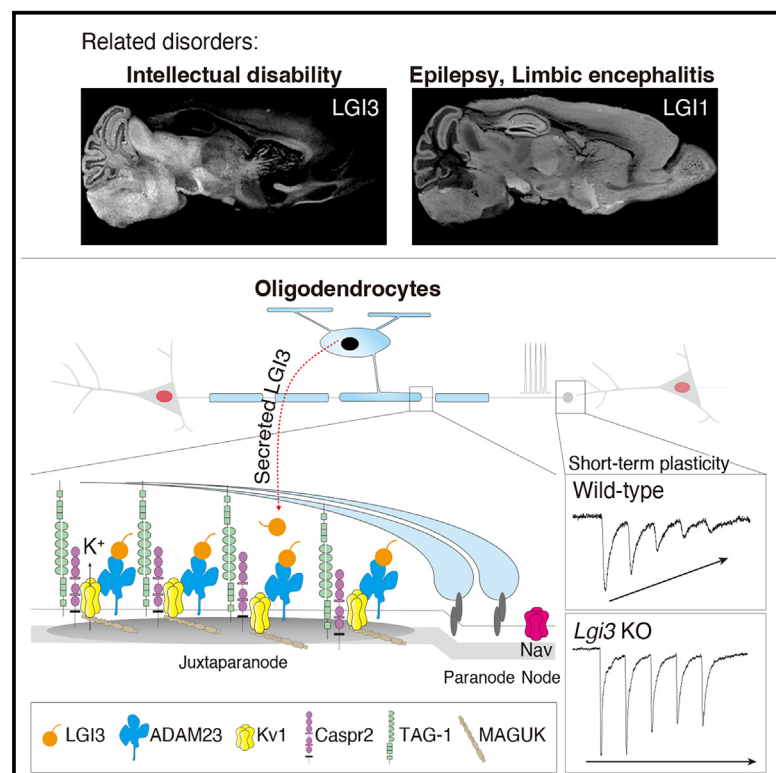 Related disorders:
Intellectual disability
Epilepsy, Limbic encephalitis
LGI3
LGI1
Oligodendrocytes
Secreted LGI3
Short-term plasticity
Wild-type
K+
Lgi3 KO
Nav
Juxtaparanode
Paranode Node
LGI3
ADAM23
Kv1
Caspr2
TAG-1
MAGUK